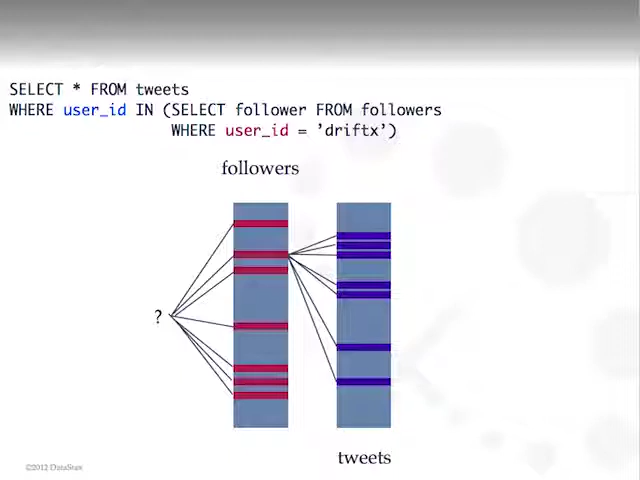 SELECT * FROM tweets
WHERE user_id IN (SELECT follower FROM followers
WHERE user_id = ’driftx’)
followers
?
tweets
©2012 DataStax